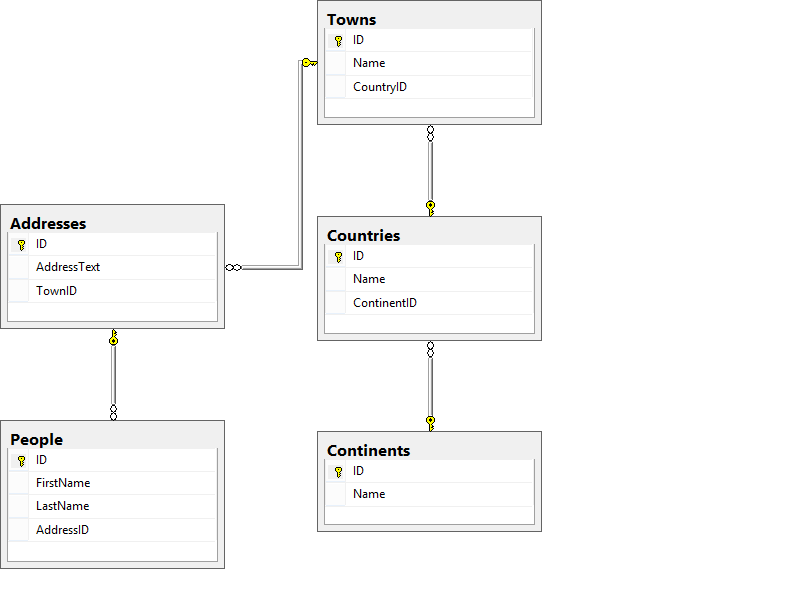 Towns
ID
Name
CountryID
Addresses
ID
AddressText
TownID
Countries
ID
Name
ContinentID
People
ID
FirstName
LastName
AddressID
Continents
ID
Name